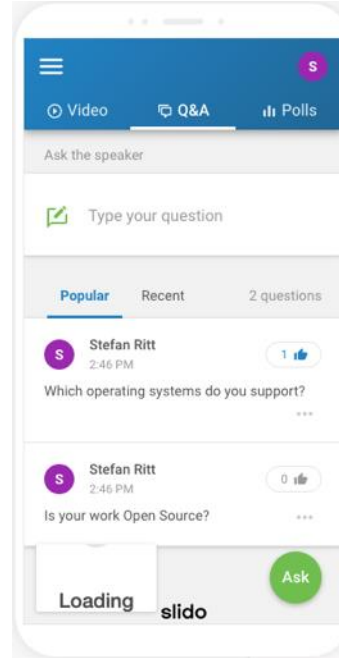 S
Video Q&A Polls
Ask the speaker
Type your question
Popular Recent 2 questions
S Stefan Ritt 1
2:46 PM
Which operating systems do you support?
S Stefan Ritt 0
2:46 PM
Is your work Open Source?
Ask
Loading slido